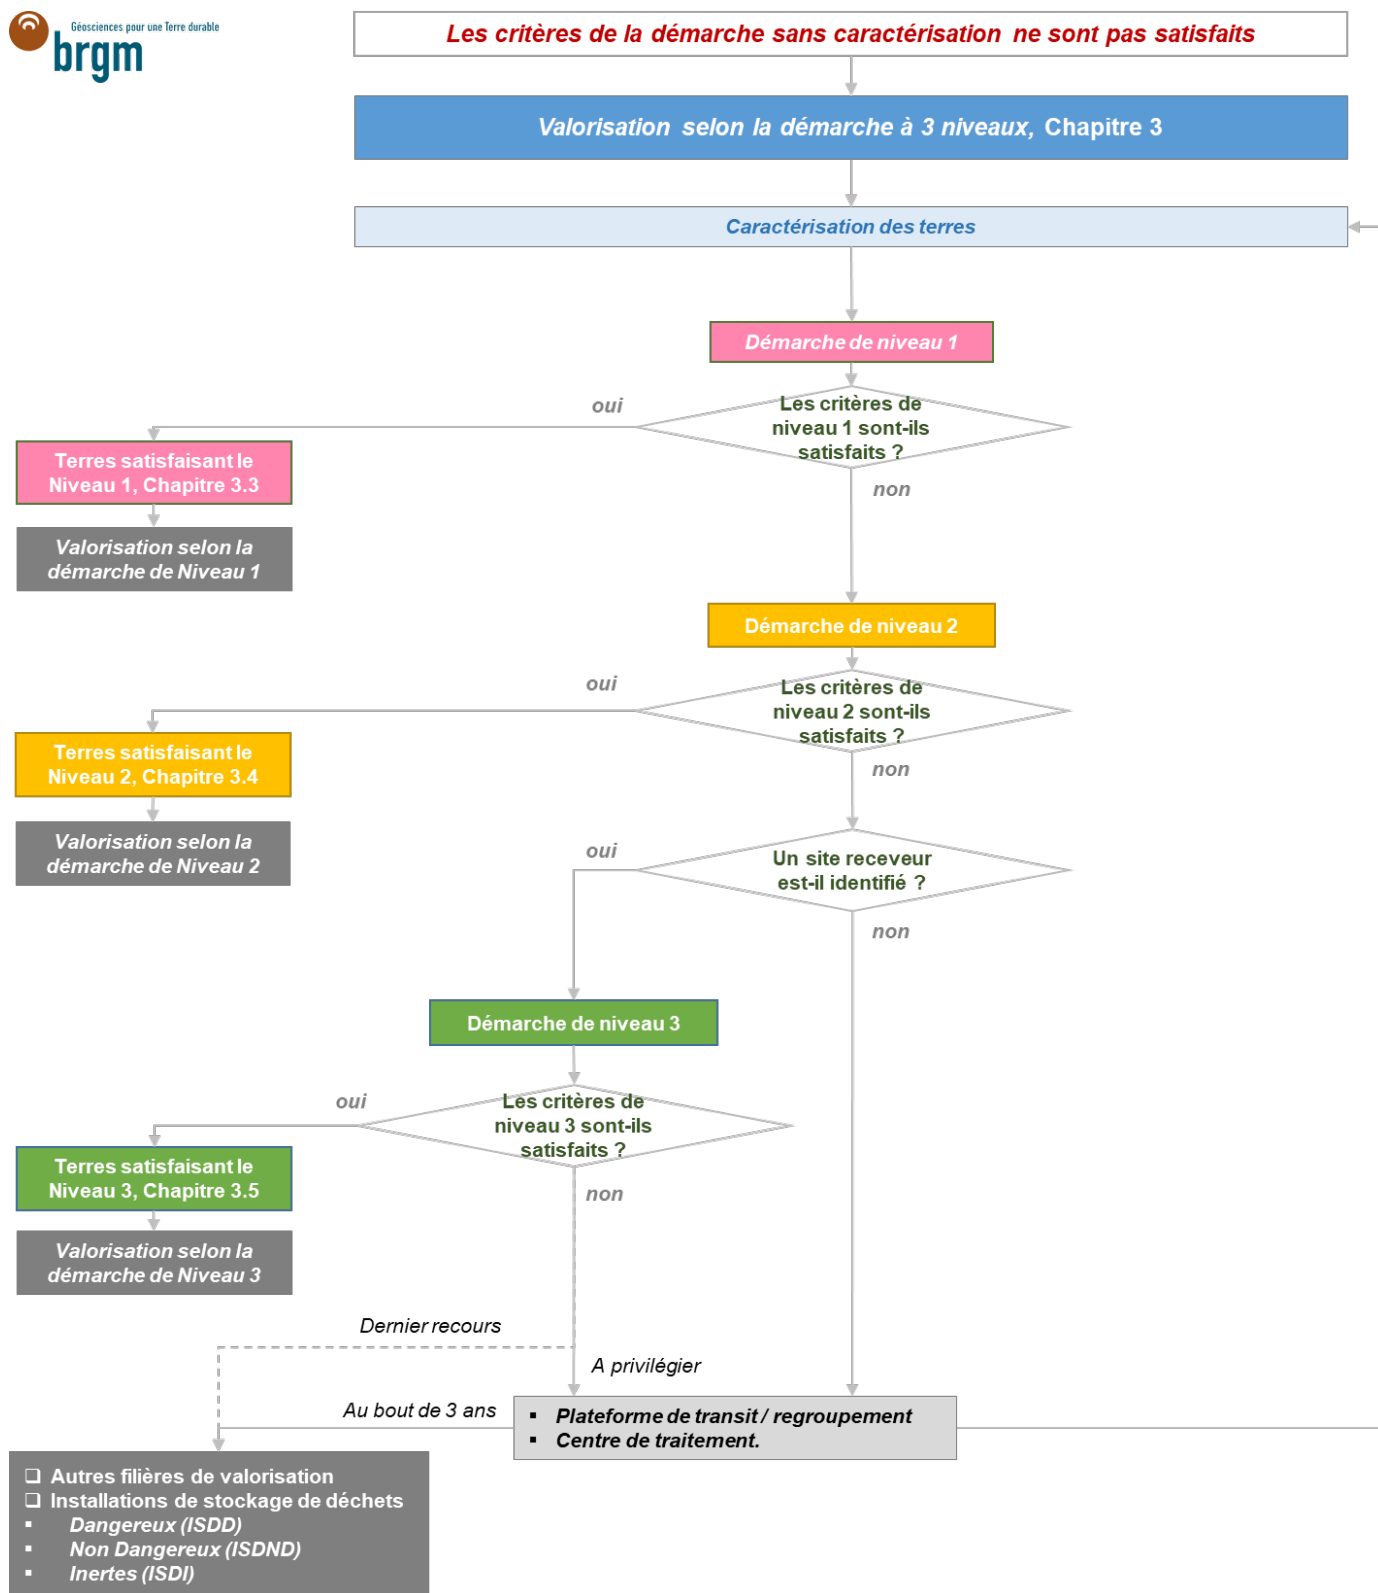 Géosciences pour une Terre durable
brgm
Les critères de la démarche sans caractérisation ne sont pas satisfaits
Valorisation selon la démarche à 3 niveaux, Chapitre 3
Caractérisation des terres
Démarche de niveau 1
Les critères de
niveau 1 sont-ils
satisfaits ?
oui
non
Terres satisfaisant le
Niveau 1, Chapitre 3.3
Valorisation selon la
démarche de Niveau 1
Démarche de niveau 2
Les critères de
niveau 2 sont-ils
satisfaits ?
oui
non
Terres satisfaisant le
Niveau 2, Chapitre 3.4
Valorisation selon la
démarche de Niveau 2
Un site receveur
est-il identifié ?
oui
non
Démarche de niveau 3
Les critères de
niveau 3 sont-ils
satisfaits ?
oui
non
Terres satisfaisant le
Niveau 3, Chapitre 3.5
Valorisation selon la
démarche de Niveau 3
Dernier recours
A privilégier
Au bout de 3 ans
▪ Plateforme de transit / regroupement
▪ Centre de traitement.
❑ Autres filières de valorisation
❑ Installations de stockage de déchets
▪ Dangereux (ISDD)
▪ Non Dangereux (ISDND)
▪ Inertes (ISDI)